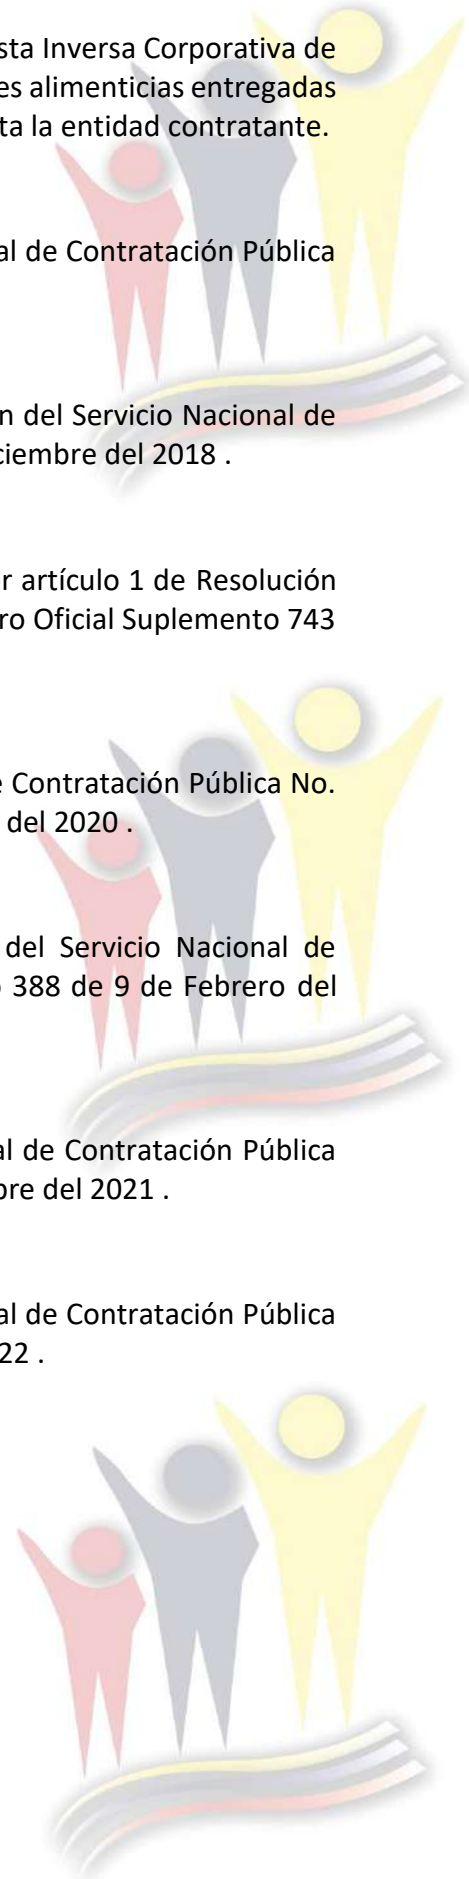 sta Inversa Corporativa de
es alimenticias entregadas
ta la entidad contratante.
al de Contratación Pública
n del Servicio Nacional de
ciembre del 2018 .
r artículo 1 de Resolución
ro Oficial Suplemento 743
e Contratación Pública No.
del 2020 .
del Servicio Nacional de
388 de 9 de Febrero del
al de Contratación Pública
bre del 2021 .
al de Contratación Pública
22 .